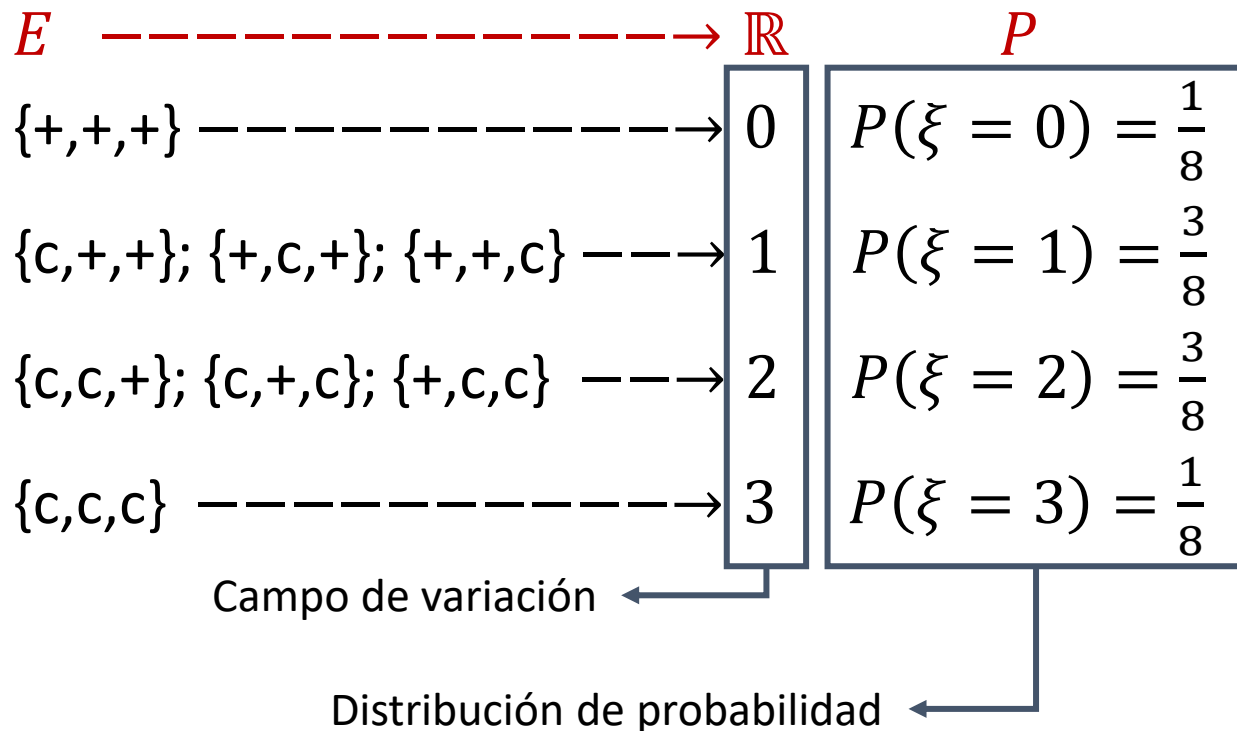 E ℝ P
{+,+,+} 0 P(ξ = 0) = 1/8
{c,+,+}; {+,c,+}; {+,+,c} 1 P(ξ = 1) = 3/8
{c,c,+}; {c,+,c}; {+,c,c} 2 P(ξ = 2) = 3/8
{c,c,c} 3 P(ξ = 3) = 1/8
Campo de variación
Distribución de probabilidad